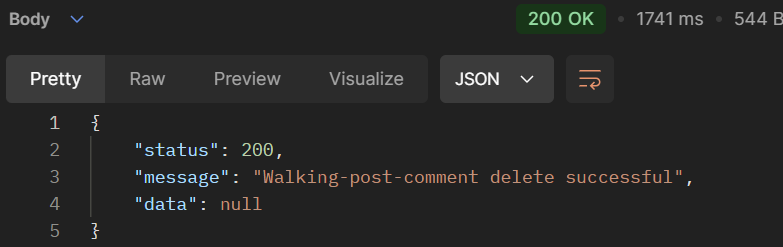 Body 200 OK 1741 ms 544 B
Pretty Raw Preview Visualize JSON
1 {
2 "status": 200,
3 "message": "Walking-post-comment delete successful",
4 "data": null
5 }